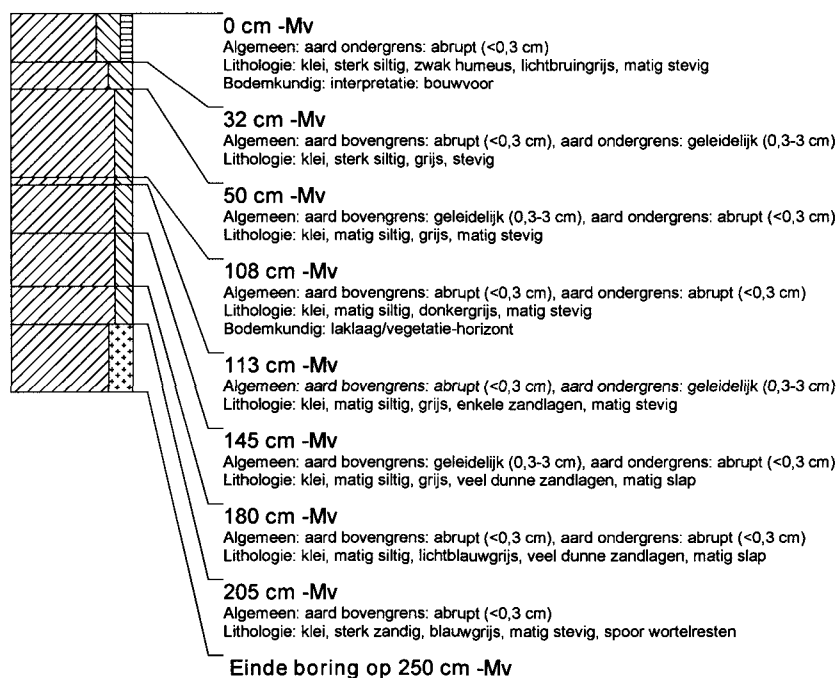 0 cm -Mv
Algemeen: aard ondergrens: abrupt (<0,3 cm)
Lithologie: klei, sterk siltig, zwak humeus, lichtbruingrijs, matig stevig
Bodemkundig: interpretatie: bouwvoor
32 cm -Mv
Algemeen: aard bovengrens: abrupt (<0,3 cm), aard ondergrens: geleidelijk (0,3-3 cm)
Lithologie: klei, sterk siltig, grijs, stevig
50 cm -Mv
Algemeen: aard bovengrens: geleidelijk (0,3-3 cm), aard ondergrens: abrupt (<0,3 cm)
Lithologie: klei, matig siltig, grijs, matig stevig
108 cm -Mv
Algemeen: aard bovengrens: abrupt (<0,3 cm), aard ondergrens: abrupt (<0,3 cm)
Lithologie: klei, matig siltig, donkergrijs, matig stevig
Bodemkundig: laklaag/vegetatie-horizont
113 cm -Mv
Algemeen: aard bovengrens: abrupt (<0,3 cm), aard ondergrens: geleidelijk (0,3-3 cm)
Lithologie: klei, matig siltig, grijs, enkele zandlagen, matig stevig
145 cm -Mv
Algemeen: aard bovengrens: geleidelijk (0,3-3 cm), aard ondergrens: abrupt (<0,3 cm)
Lithologie: klei, matig siltig, grijs, veel dunne zandlagen, matig slap
180 cm -Mv
Algemeen: aard bovengrens: abrupt (<0,3 cm), aard ondergrens: abrupt (<0,3 cm)
Lithologie: klei, matig siltig, lichtblauwgrijs, veel dunne zandlagen, matig slap
205 cm -Mv
Algemeen: aard bovengrens: abrupt (<0,3 cm)
Lithologie: klei, sterk zandig, blauwgrijs, matig stevig, spoor wortelresten
Einde boring op 250 cm -Mv